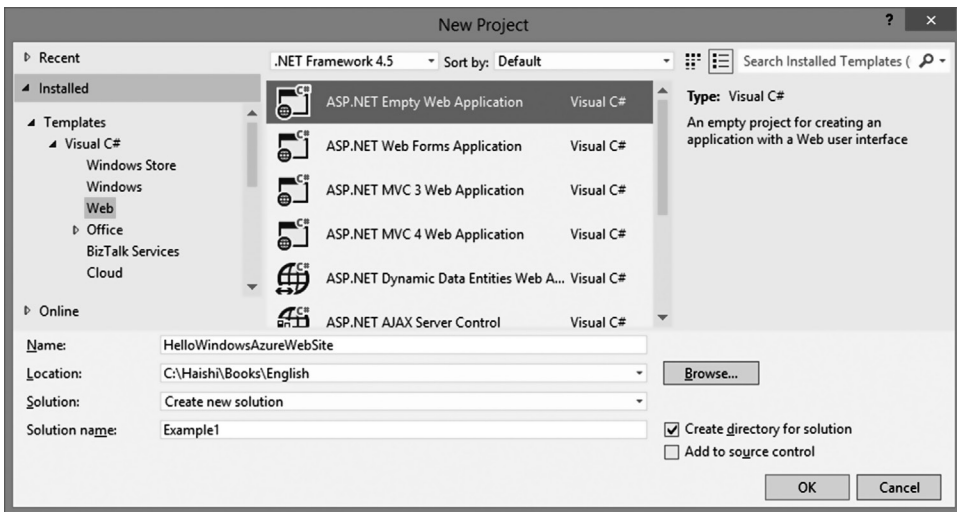 New Project
? ×
Recent
.NET Framework 4.5 Sort by: Default Search Installed Templates (
Installed
Templates
Visual C#
Windows Store
Windows
Web
Office
BizTalk Services
Cloud
Online
ASP.NET Empty Web Application Visual C#
ASP.NET Web Forms Application Visual C#
ASP.NET MVC 3 Web Application Visual C#
ASP.NET MVC 4 Web Application Visual C#
ASP.NET Dynamic Data Entities Web A... Visual C#
ASP.NET AJAX Server Control Visual C#
Type: Visual C#
An empty project for creating an
application with a Web user interface
Name: HelloWindowsAzureWebSite
Location: C:\Haishi\Books\English Browse...
Solution: Create new solution
Solution name: Example1
Create directory for solution
Add to source control
OK Cancel